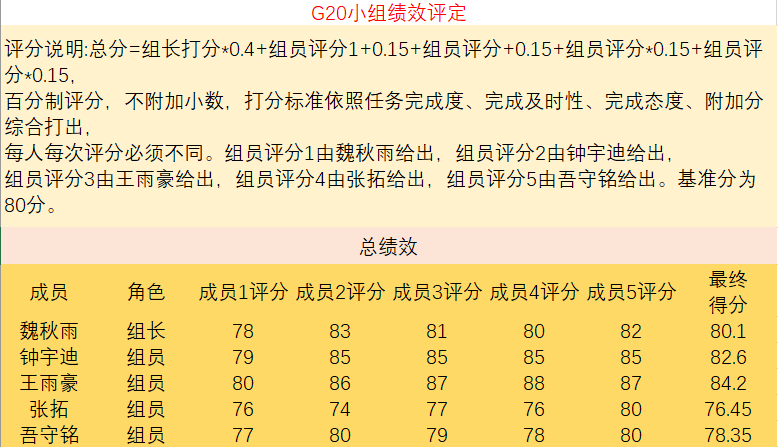 G20小组绩效评定
评分说明:总分=组长打分*0.4+组员评分1+0.15+组员评分+0.15+组员评分*0.15+组员评
分*0.15,
百分制评分，不附加小数，打分标准依照任务完成度、完成及时性、完成态度、附加分
综合打出，
每人每次评分必须不同。组员评分1由魏秋雨给出，组员评分2由钟宇迪给出，
组员评分3由王雨豪给出，组员评分4由张拓给出，组员评分5由吾守铭给出。基准分为
80分。
总绩效
成员 角色 成员1评分 成员2评分 成员3评分 成员4评分 成员5评分 最终
得分
魏秋雨 组长 78 83 81 80 82 80.1
钟宇迪 组员 79 85 85 85 85 82.6
王雨豪 组员 80 86 87 88 87 84.2
张拓 组员 76 74 77 76 80 76.45
吾守铭 组员 77 80 79 78 80 78.35